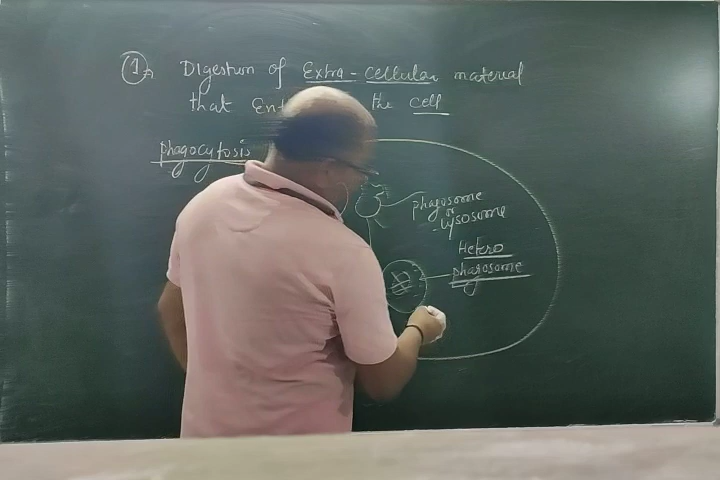 1. Digestion of Extra-cellular material
that Ent the cell
phagocytosis
phagosome
or
Lysosome
Hetero
phagosome